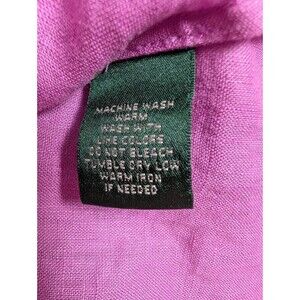 MACHINE WASH
WARM
WASH WITH
LIKE COLORS
DO NOT BLEACH
TUMBLE DRY LOW
WARM IRON
IF NEEDED